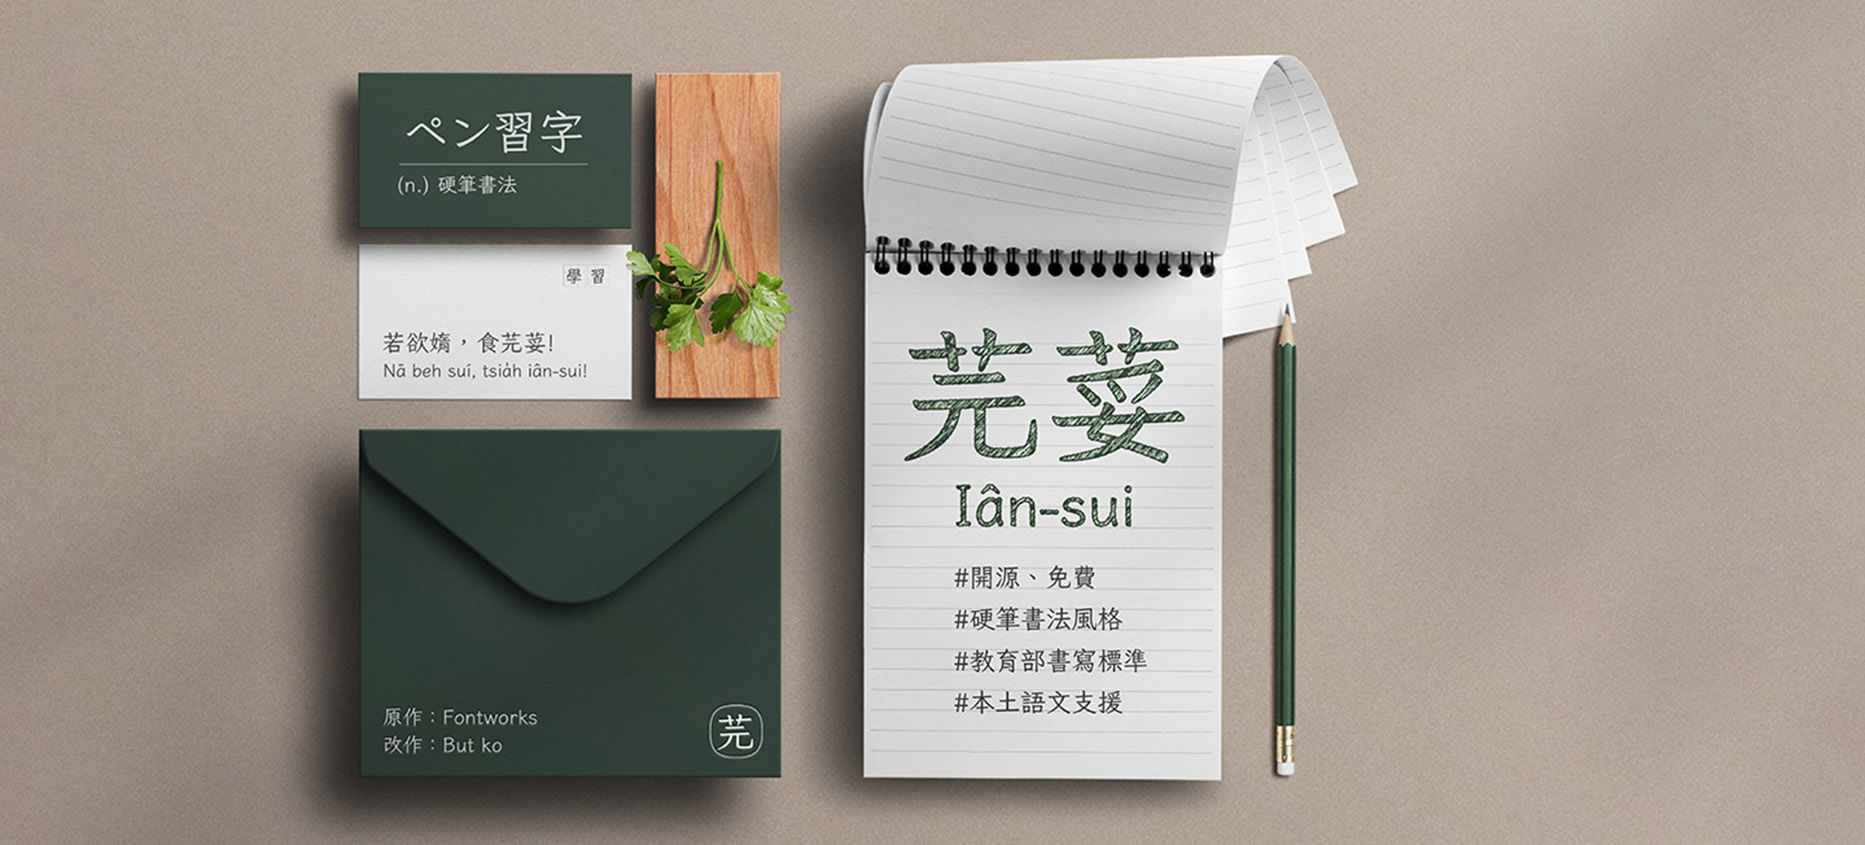 ペン習字
(n.) 硬筆書法
學習
若欲媠，食芫荽!
Nā beh suí, tsia̍h iân-sui!
原作：Fontworks
改作：But ko
芫
芫荽
Iân-sui
#開源、免費
#硬筆書法風格
#教育部書寫標準
#本土語文支援